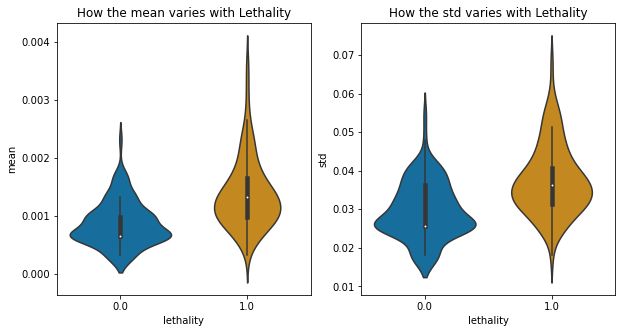 How the mean varies with Lethality
0.004
0.003
0.002
0.001
0.000
mean
0.0
1.0
lethality
How the std varies with Lethality
0.07
0.06
0.05
0.04
0.03
0.02
0.01
std
0.0
1.0
lethality